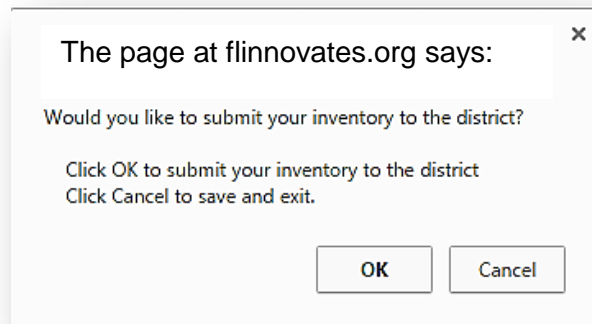 The page at flinnovates.org says:
Would you like to submit your inventory to the district?
Click OK to submit your inventory to the district
Click Cancel to save and exit.
OK
Cancel